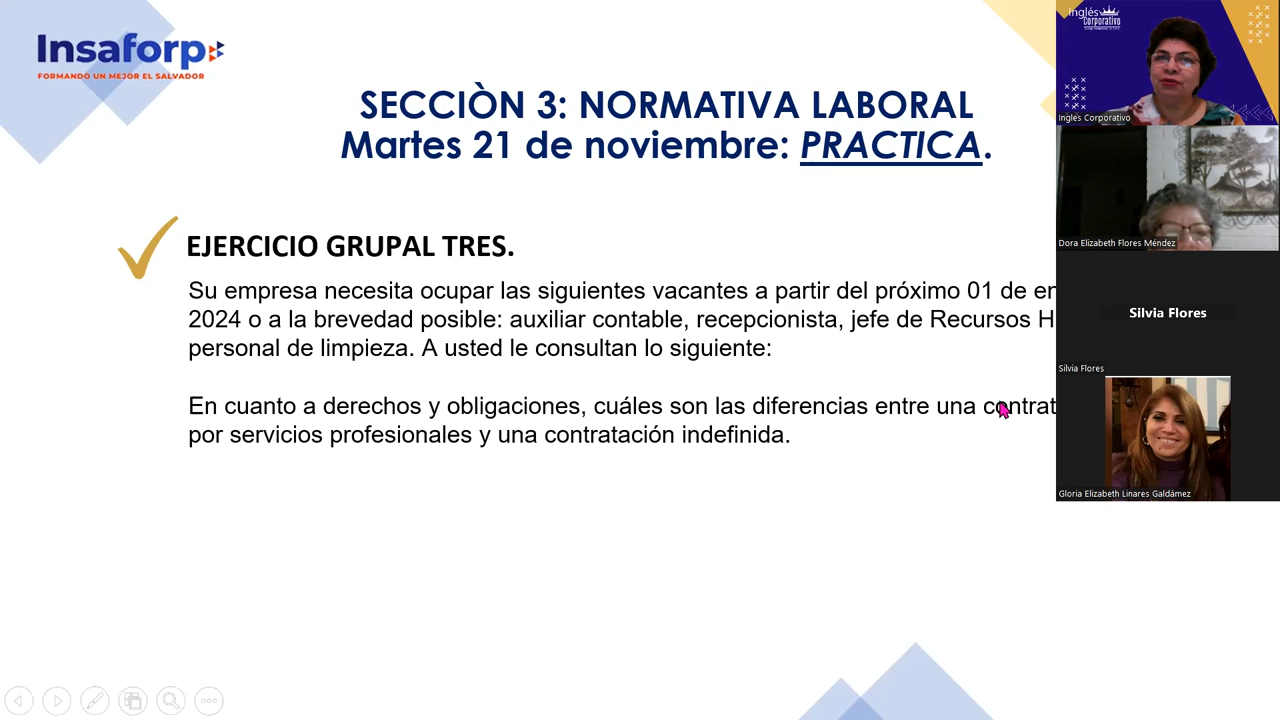 Insaforp
FORMANDO UN MEJOR EL SALVADOR
SECCIÒN 3: NORMATIVA LABORAL
Martes 21 de noviembre: PRACTICA.
EJERCICIO GRUPAL TRES.
Su empresa necesita ocupar las siguientes vacantes a partir del próximo 01 de en
2024 o a la brevedad posible: auxiliar contable, recepcionista, jefe de Recursos H
personal de limpieza. A usted le consultan lo siguiente:
En cuanto a derechos y obligaciones, cuáles son las diferencias entre una contrat
por servicios profesionales y una contratación indefinida.
Inglés
Corporativo
Inglés Corporativo
Dora Elizabeth Flores Méndez
Silvia Flores
Silvia Flores
Gloria Elizabeth Linares Galdámez